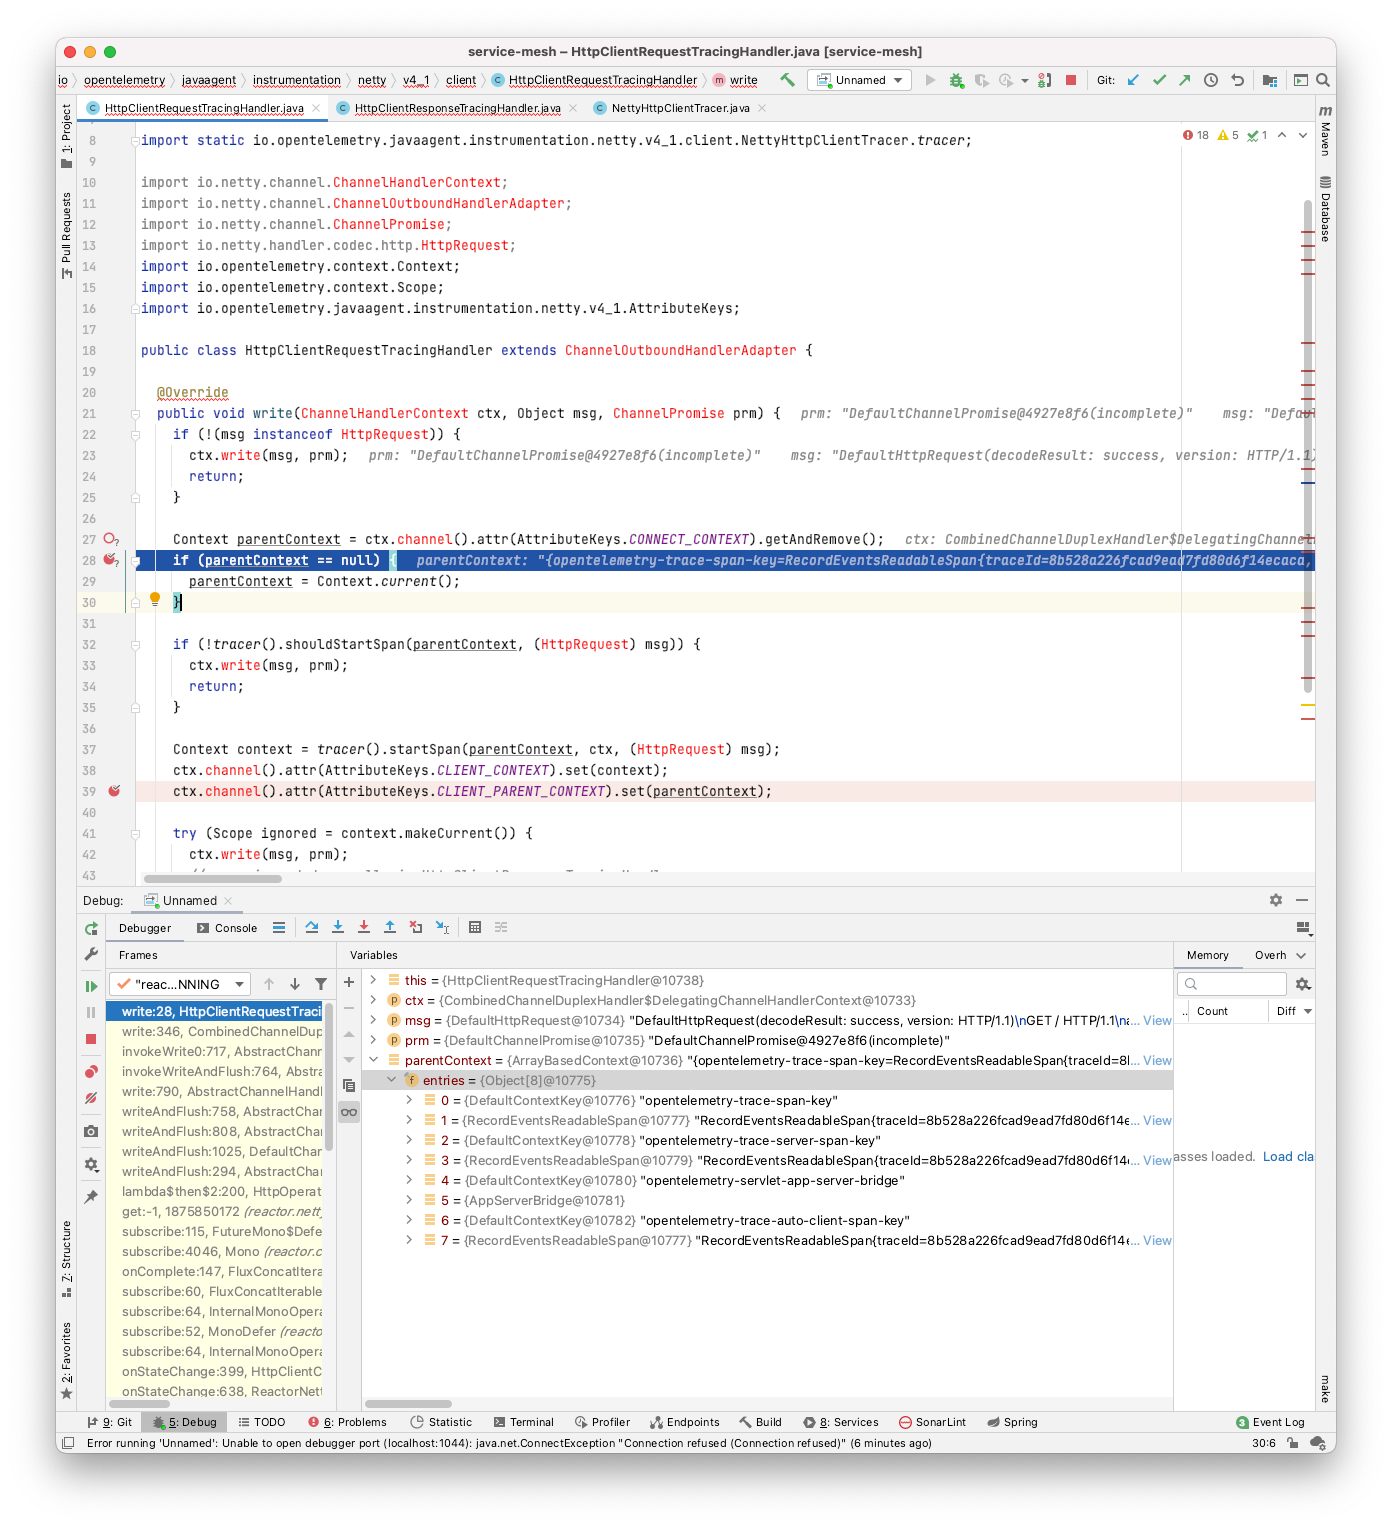 service-mesh – HttpClientRequestTracingHandler.java [service-mesh]
io opentelemetry javaagent instrumentation netty v4_1 client HttpClientRequestTracingHandler write Unnamed Git:
HttpClientRequestTracingHandler.java HttpClientResponseTracingHandler.java NettyHttpClientTracer.java
1: Project
Pull Requests
Maven
Database
18 5 1
8 import static io.opentelemetry.javaagent.instrumentation.netty.v4_1.client.NettyHttpClientTracer.tracer;
9
10 import io.netty.channel.ChannelHandlerContext;
11 import io.netty.channel.ChannelOutboundHandlerAdapter;
12 import io.netty.channel.ChannelPromise;
13 import io.netty.handler.codec.http.HttpRequest;
14 import io.opentelemetry.context.Context;
15 import io.opentelemetry.context.Scope;
16 import io.opentelemetry.javaagent.instrumentation.netty.v4_1.AttributeKeys;
17
18 public class HttpClientRequestTracingHandler extends ChannelOutboundHandlerAdapter {
19
20 @Override
21 public void write(ChannelHandlerContext ctx, Object msg, ChannelPromise prm) { prm: "DefaultChannelPromise@4927e8f6(incomplete)" msg: "Defau
22 if (!(msg instanceof HttpRequest)) {
23 ctx.write(msg, prm); prm: "DefaultChannelPromise@4927e8f6(incomplete)" msg: "DefaultHttpRequest(decodeResult: success, version: HTTP/1.1)
24 return;
25 }
26
27 Context parentContext = ctx.channel().attr(AttributeKeys.CONNECT_CONTEXT).getAndRemove(); ctx: CombinedChannelDuplexHandler$DelegatingChannel
28 if (parentContext == null) { parentContext: "{opentelemetry-trace-span-key=RecordEventsReadableSpan{traceId=8b528a226fcad9ead7fd80d6f14ecaca,
29 parentContext = Context.current();
30 }
31
32 if (!tracer().shouldStartSpan(parentContext, (HttpRequest) msg)) {
33 ctx.write(msg, prm);
34 return;
35 }
36
37 Context context = tracer().startSpan(parentContext, ctx, (HttpRequest) msg);
38 ctx.channel().attr(AttributeKeys.CLIENT_CONTEXT).set(context);
39 ctx.channel().attr(AttributeKeys.CLIENT_PARENT_CONTEXT).set(parentContext);
40
41 try (Scope ignored = context.makeCurrent()) {
42 ctx.write(msg, prm);
43
Debug: Unnamed
Debugger Console
Frames
Variables
Memory Overh
"reac...NNING
write:28, HttpClientRequestTraci
write:346, CombinedChannelDup
invokeWrite0:717, AbstractChanr
invokeWriteAndFlush:764, Abstra
write:790, AbstractChannelHandl
writeAndFlush:758, AbstractChar
writeAndFlush:808, AbstractChar
writeAndFlush:1025, DefaultChar
writeAndFlush:294, AbstractChar
lambda$then$2:200, HttpOperat
get:-1, 1875850172 (reactor.nett
subscribe:115, FutureMono$Defe
subscribe:4046, Mono (reactor.c
onComplete:147, FluxConcatItera
subscribe:60, FluxConcatIterable
subscribe:64, InternalMonoOpera
subscribe:52, MonoDefer (reacto
subscribe:64, InternalMonoOpera
onStateChange:399, HttpClientC
onStateChange:638, ReactorNett
this = {HttpClientRequestTracingHandler@10738}
ctx = {CombinedChannelDuplexHandler$DelegatingChannelHandlerContext@10733}
msg = {DefaultHttpRequest@10734} "DefaultHttpRequest(decodeResult: success, version: HTTP/1.1)\nGET / HTTP/1.1\na... View
prm = {DefaultChannelPromise@10735} "DefaultChannelPromise@4927e8f6(incomplete)"
parentContext = {ArrayBasedContext@10736} "{opentelemetry-trace-span-key=RecordEventsReadableSpan{traceId=8l... View
entries = {Object[8]@10775}
0 = {DefaultContextKey@10776} "opentelemetry-trace-span-key"
1 = {RecordEventsReadableSpan@10777} "RecordEventsReadableSpan{traceId=8b528a226fcad9ead7fd80d6f14e... View
2 = {DefaultContextKey@10778} "opentelemetry-trace-server-span-key"
3 = {RecordEventsReadableSpan@10779} "RecordEventsReadableSpan{traceId=8b528a226fcad9ead7fd80d6f14... View
4 = {DefaultContextKey@10780} "opentelemetry-servlet-app-server-bridge"
5 = {AppServerBridge@10781}
6 = {DefaultContextKey@10782} "opentelemetry-trace-auto-client-span-key"
7 = {RecordEventsReadableSpan@10777} "RecordEventsReadableSpan{traceId=8b528a226fcad9ead7fd80d6f14e... View
.. Count Diff
asses loaded. Load cla
7: Structure
2: Favorites
make
9: Git 5: Debug TODO 6: Problems Statistic Terminal Profiler Endpoints Build 8: Services SonarLint Spring 3 Event Log
Error running 'Unnamed': Unable to open debugger port (localhost:1044): java.net.ConnectException "Connection refused (Connection refused)" (6 minutes ago) 30:6